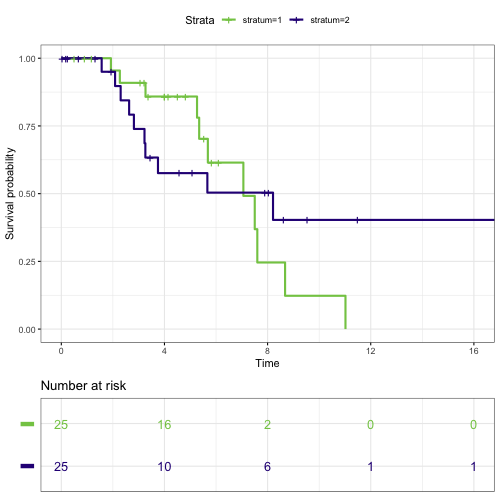 Strata stratum=1 stratum=2
1.00
0.75
0.50
0.25
0.00
Survival probability
0 4 8 12 16
Time
Number at risk
25 16 2 0 0
25 10 6 1 1